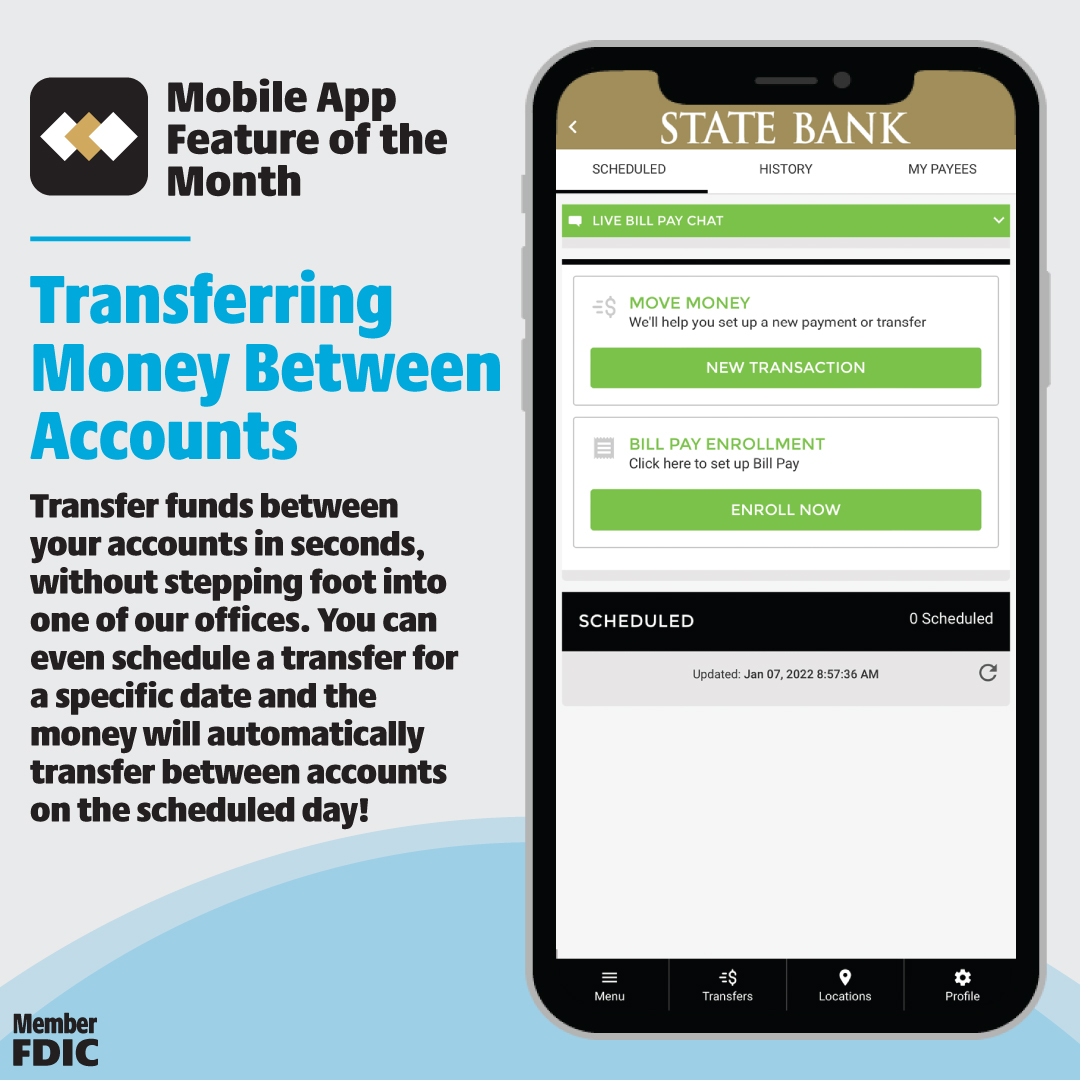 Mobile App
Feature of the
Month
Transferring
Money Between
Accounts
Transfer funds between
your accounts in seconds,
without stepping foot into
one of our offices. You can
even schedule a transfer for
a specific date and the
money will automatically
transfer between accounts
on the scheduled day!
Member
FDIC
STATE BANK
SCHEDULED HISTORY MY PAYEES
LIVE BILL PAY CHAT
MOVE MONEY
We'll help you set up a new payment or transfer
NEW TRANSACTION
BILL PAY ENROLLMENT
Click here to set up Bill Pay
ENROLL NOW
SCHEDULED 0 Scheduled
Updated: Jan 07, 2022 8:57:36 AM
Menu Transfers Locations Profile